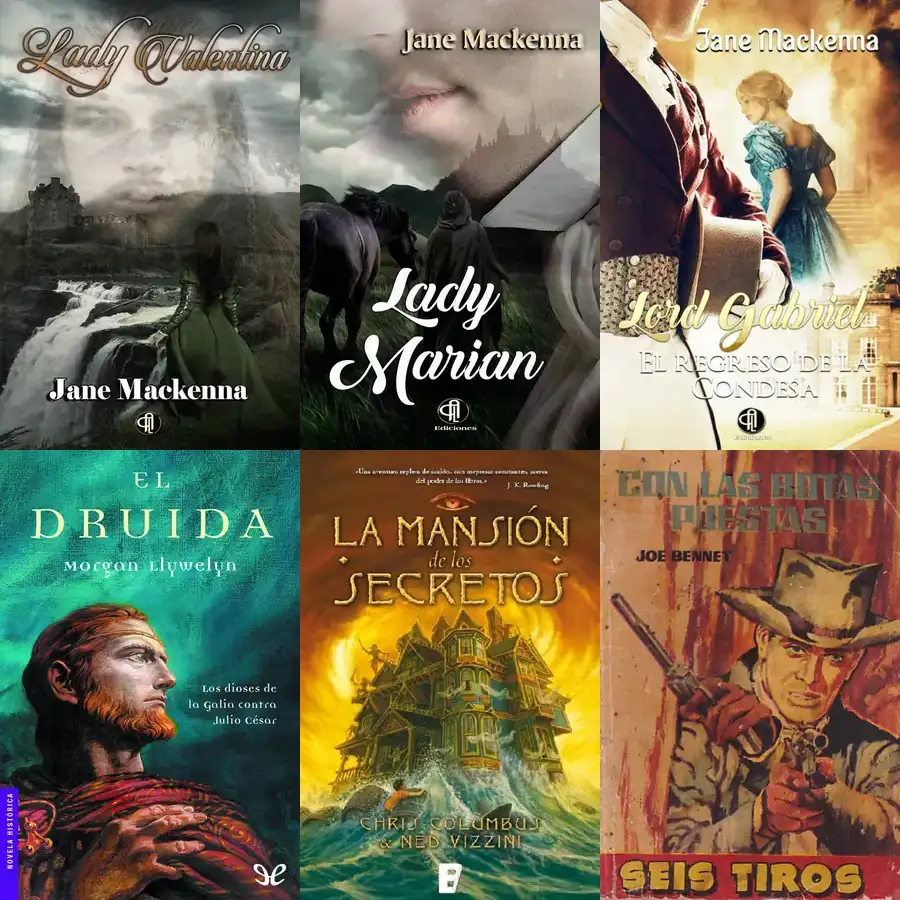 Lady Valentina
Jane Mackenna
Jane Mackenna
Lady
Marian
Ediciones
Jane Mackenna
Lord Gabriel
EL REGRESO DE LA
CONDESA
Ediciones
EL
DRUIDA
Morgan Llywelyn
Los dioses de
la Galia contra
Julio César
NOVELA HISTÓRICA
«Una aventura repleta de acción, con sorpresas constantes, acerca
del poder de los libros.»
J. K. Rowling
LA MANSIÓN
de los
SECRETOS
CHRIS COLUMBUS
& NED VIZZINI
B
CON LAS BOTAS
PUESTAS
JOE BENNET
SEIS TIROS